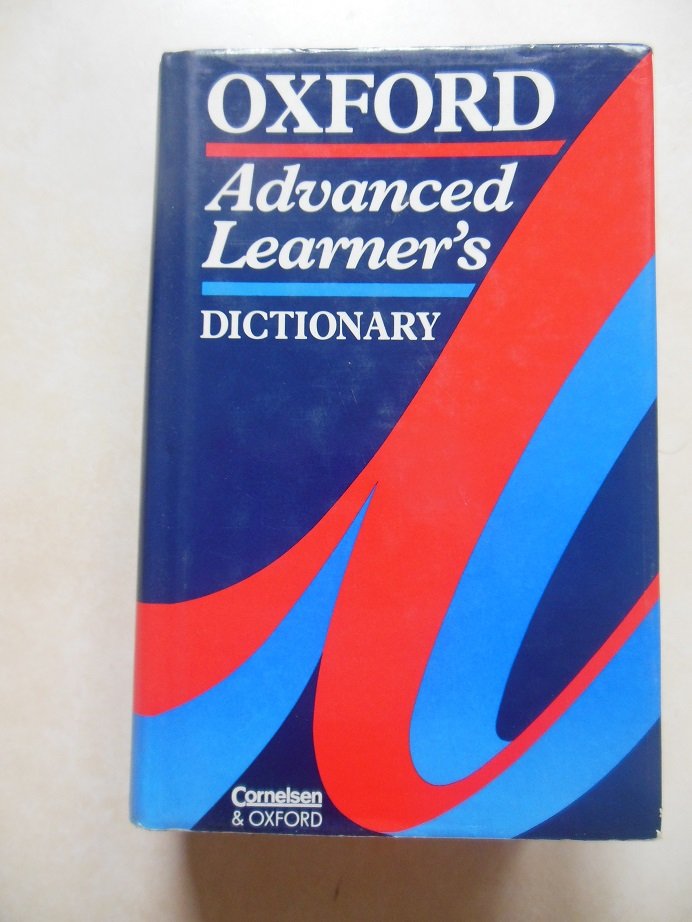 OXFORD
Advanced
Learner's
DICTIONARY
Cornelsen
& OXFORD